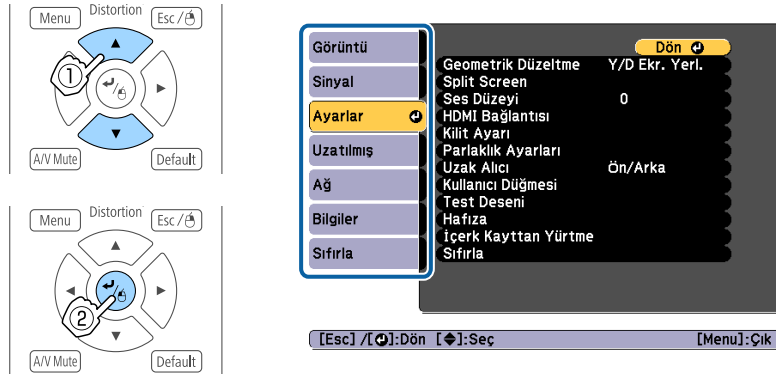 Menu
Distortion
Esc /
1
A/V Mute
Default
Menu
Distortion
Esc /
2
A/V Mute
Default
Görüntü
Sinyal
Ayarlar
Uzatılmış
Ağ
Bilgiler
Sıfırla
Dön
Geometrik Düzeltme Y/D Ekr. Yerl.
Split Screen
Ses Düzeyi 0
HDMI Bağlantısı
Kilit Ayarı
Parlaklık Ayarları
Uzak Alıcı Ön/Arka
Kullanıcı Düğmesi
Test Deseni
Hafıza
İçerk Kayttan Yürtme
Sıfırla
[Esc] /[ ]:Dön [ ]:Seç [Menu]:Çık